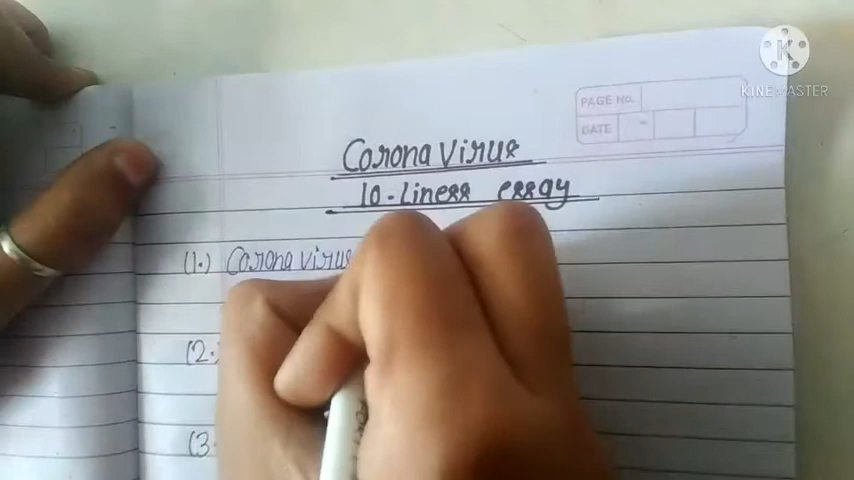 K
KINEMASTER
PAGE NO.
DATE
Corona Virus
10-Liness essay
(1.) Corona Virus
(2.
(3.